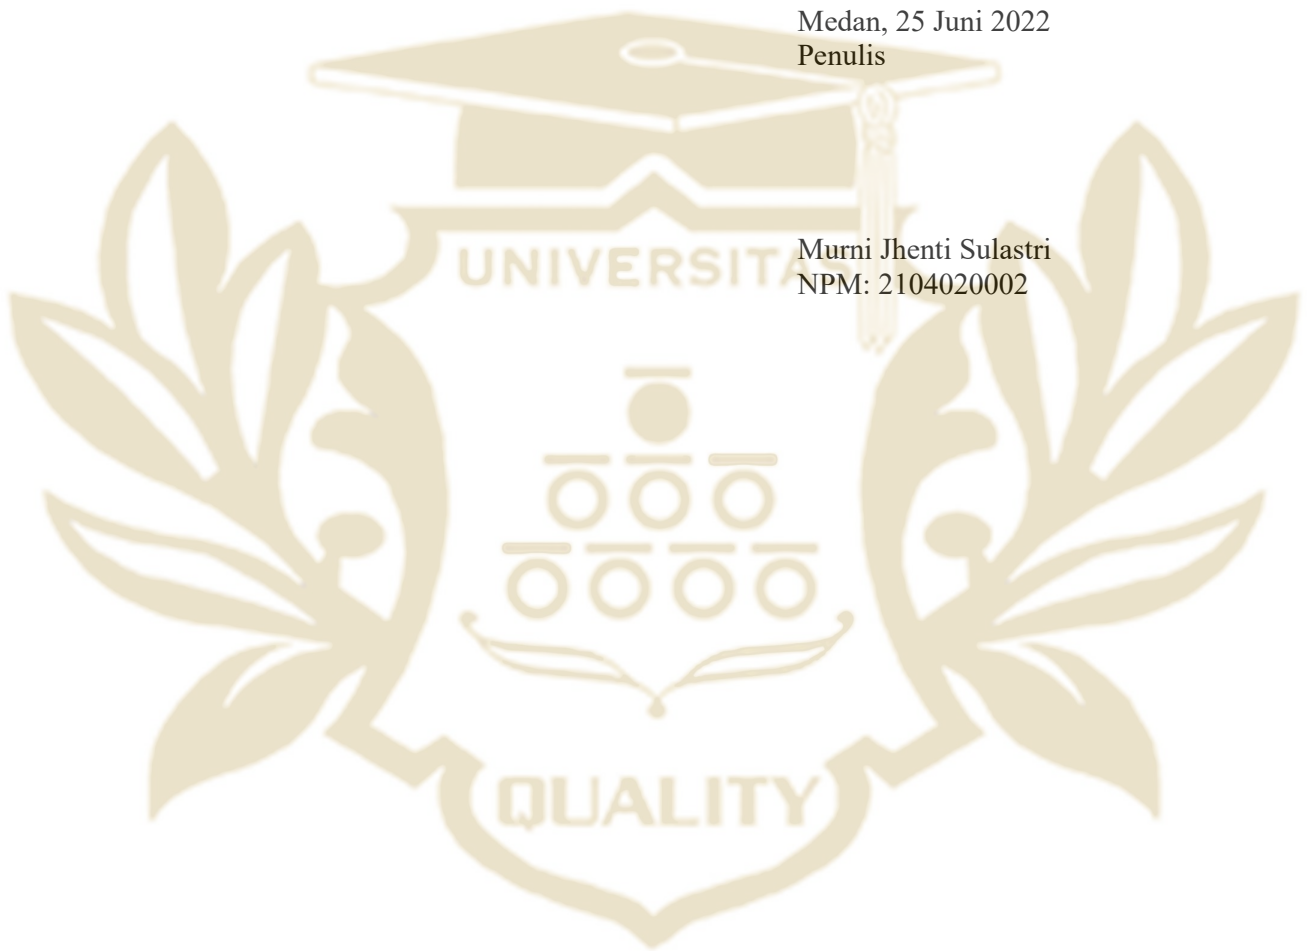 Medan, 25 Juni 2022
Penulis
Murni Jhenti Sulastri
NPM: 2104020002
UNIVERSITAS
QUALITY